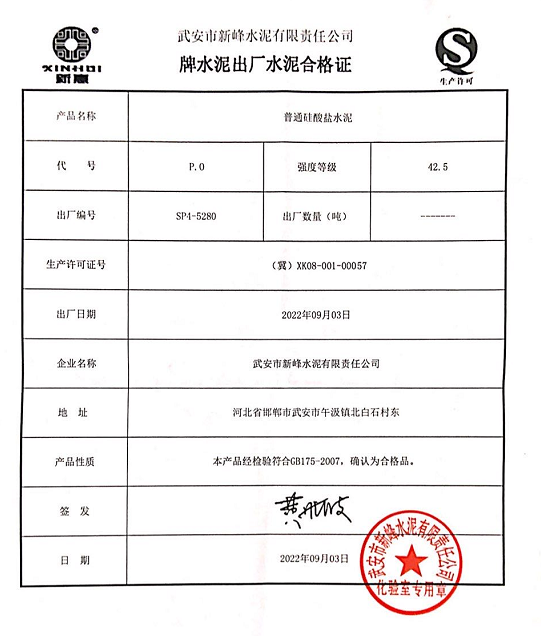 武安市新峰水泥有限责任公司
牌水泥出厂水泥合格证
XINHUI
新惠
生产许可
产品名称 普通硅酸盐水泥
代 号 P.O 强度等级 42.5
出厂编号 SP4-5280 出厂数量（吨） -------
生产许可证号 （冀）XK08-001-00057
出厂日期 2022年09月03日
企业名称 武安市新峰水泥有限责任公司
地 址 河北省邯郸市武安市午汲镇北白石村东
产品性质 本产品经检验符合GB175-2007，确认为合格品。
签 发
日 期 2022年09月03日
武安市新峰水泥有限责任公司
化验室专用章